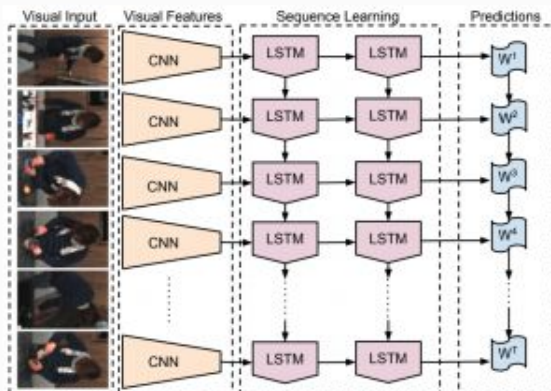 Visual Input Visual Features Sequence Learning Predictions
CNN LSTM LSTM W¹
CNN LSTM LSTM W²
CNN LSTM LSTM W³
CNN LSTM LSTM W⁴
CNN LSTM LSTM Wᵀ